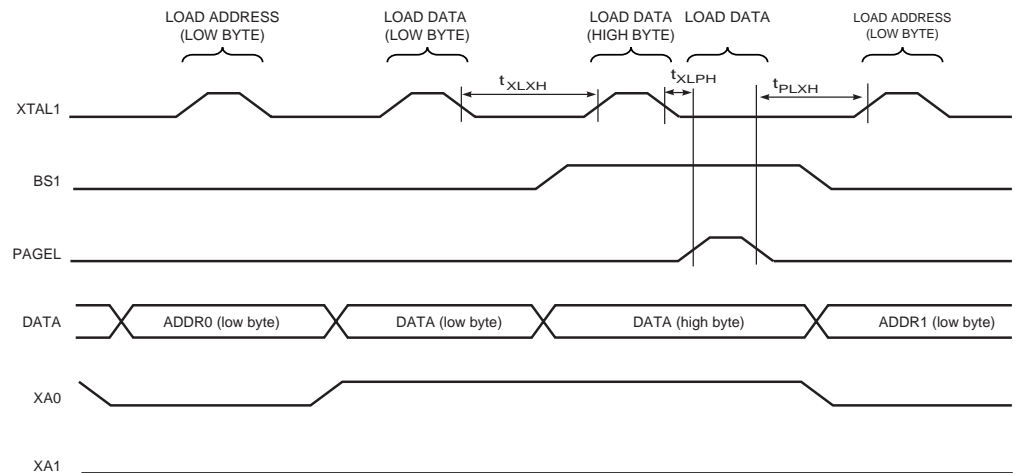 LOAD ADDRESS
(LOW BYTE)
LOAD DATA
(LOW BYTE)
LOAD DATA
(HIGH BYTE)
LOAD DATA
LOAD ADDRESS
(LOW BYTE)
tXLXH
tXLPH
tPLXH
XTAL1
BS1
PAGEL
DATA
ADDR0 (low byte)
DATA (low byte)
DATA (high byte)
ADDR1 (low byte)
XA0
XA1